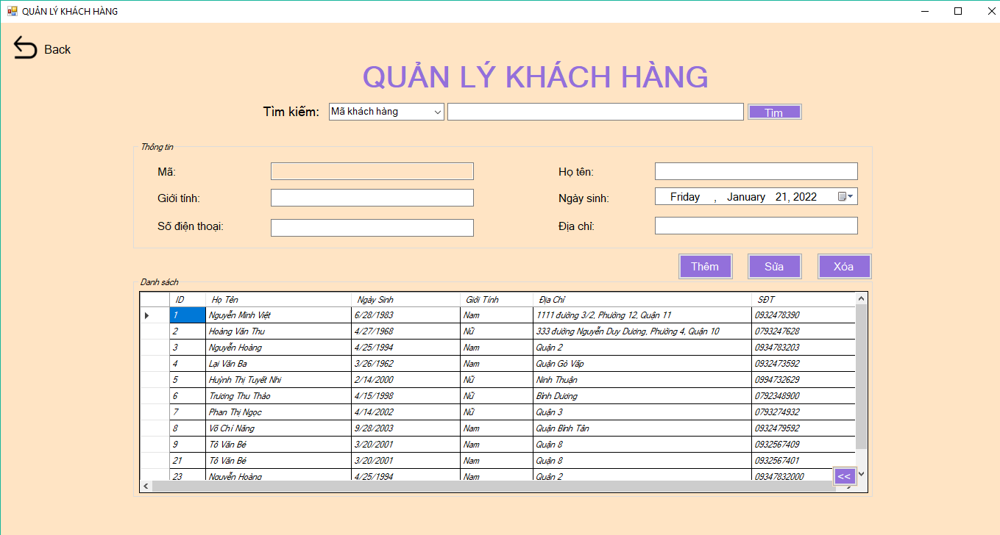 QUẢN LÝ KHÁCH HÀNG
Back
QUẢN LÝ KHÁCH HÀNG
Tìm kiếm: Mã khách hàng Tìm
Thông tin
Mã: Họ tên:
Giới tính: Ngày sinh: Friday , January 21, 2022
Số điện thoại: Địa chỉ:
Thêm Sửa Xóa
Danh sách
ID Họ Tên Ngày Sinh Giới Tính Địa Chỉ SĐT
1 Nguyễn Minh Việt 6/28/1983 Nam 1111 đường 3/2, Phường 12, Quận 11 0932478390
2 Hoàng Văn Thu 4/27/1968 Nữ 333 đường Nguyễn Duy Dương, Phường 4, Quận 10 0793247628
3 Nguyễn Hoàng 4/25/1994 Nam Quận 2 0934783203
4 Lại Văn Ba 3/26/1962 Nam Quận Gò Vấp 0932473592
5 Huỳnh Thị Tuyết Nhi 2/14/2000 Nữ Ninh Thuận 0994732629
6 Trương Thu Thảo 4/15/1998 Nữ Bình Dương 0792348900
7 Phan Thị Ngọc 4/14/2002 Nữ Quận 3 0793274932
8 Võ Chí Năng 9/28/2003 Nam Quận Bình Tân 0932479592
9 Tô Văn Bé 3/20/2001 Nam Quận 8 0932567409
21 Tô Văn Bé 3/20/2001 Nam Quận 8 0932567401
23 Nguyễn Hoàng 4/25/1994 Nam Quận 2 09347832000
<<